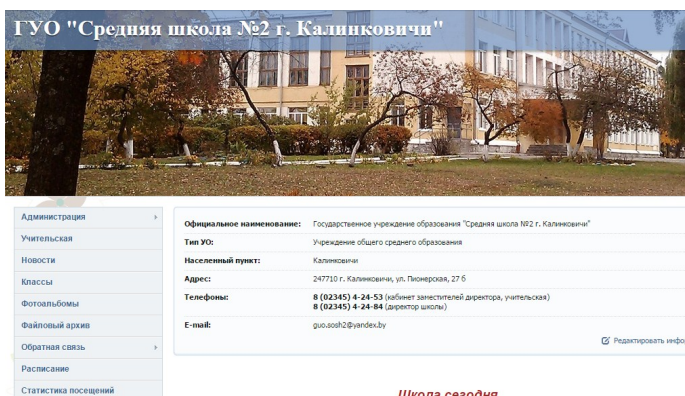 ГУО "Средняя школа №2 г. Калинковичи"
Администрация
Учительская
Новости
Классы
Фотоальбомы
Файловый архив
Обратная связь
Расписание
Статистика посещений
Официальное наименование: Государственное учреждение образования "Средняя школа №2 г. Калинковичи"
Тип УО: Учреждение общего среднего образования
Населенный пункт: Калинковичи
Адрес: 247710 г. Калинковичи, ул. Пионерская, 27 б
Телефоны: 8 (02345) 4-24-53 (кабинет заместителей директора, учительская)
8 (02345) 4-24-84 (директор школы)
E-mail: guo.sosh2@yandex.by
Редактировать инфо
Школа сегодня